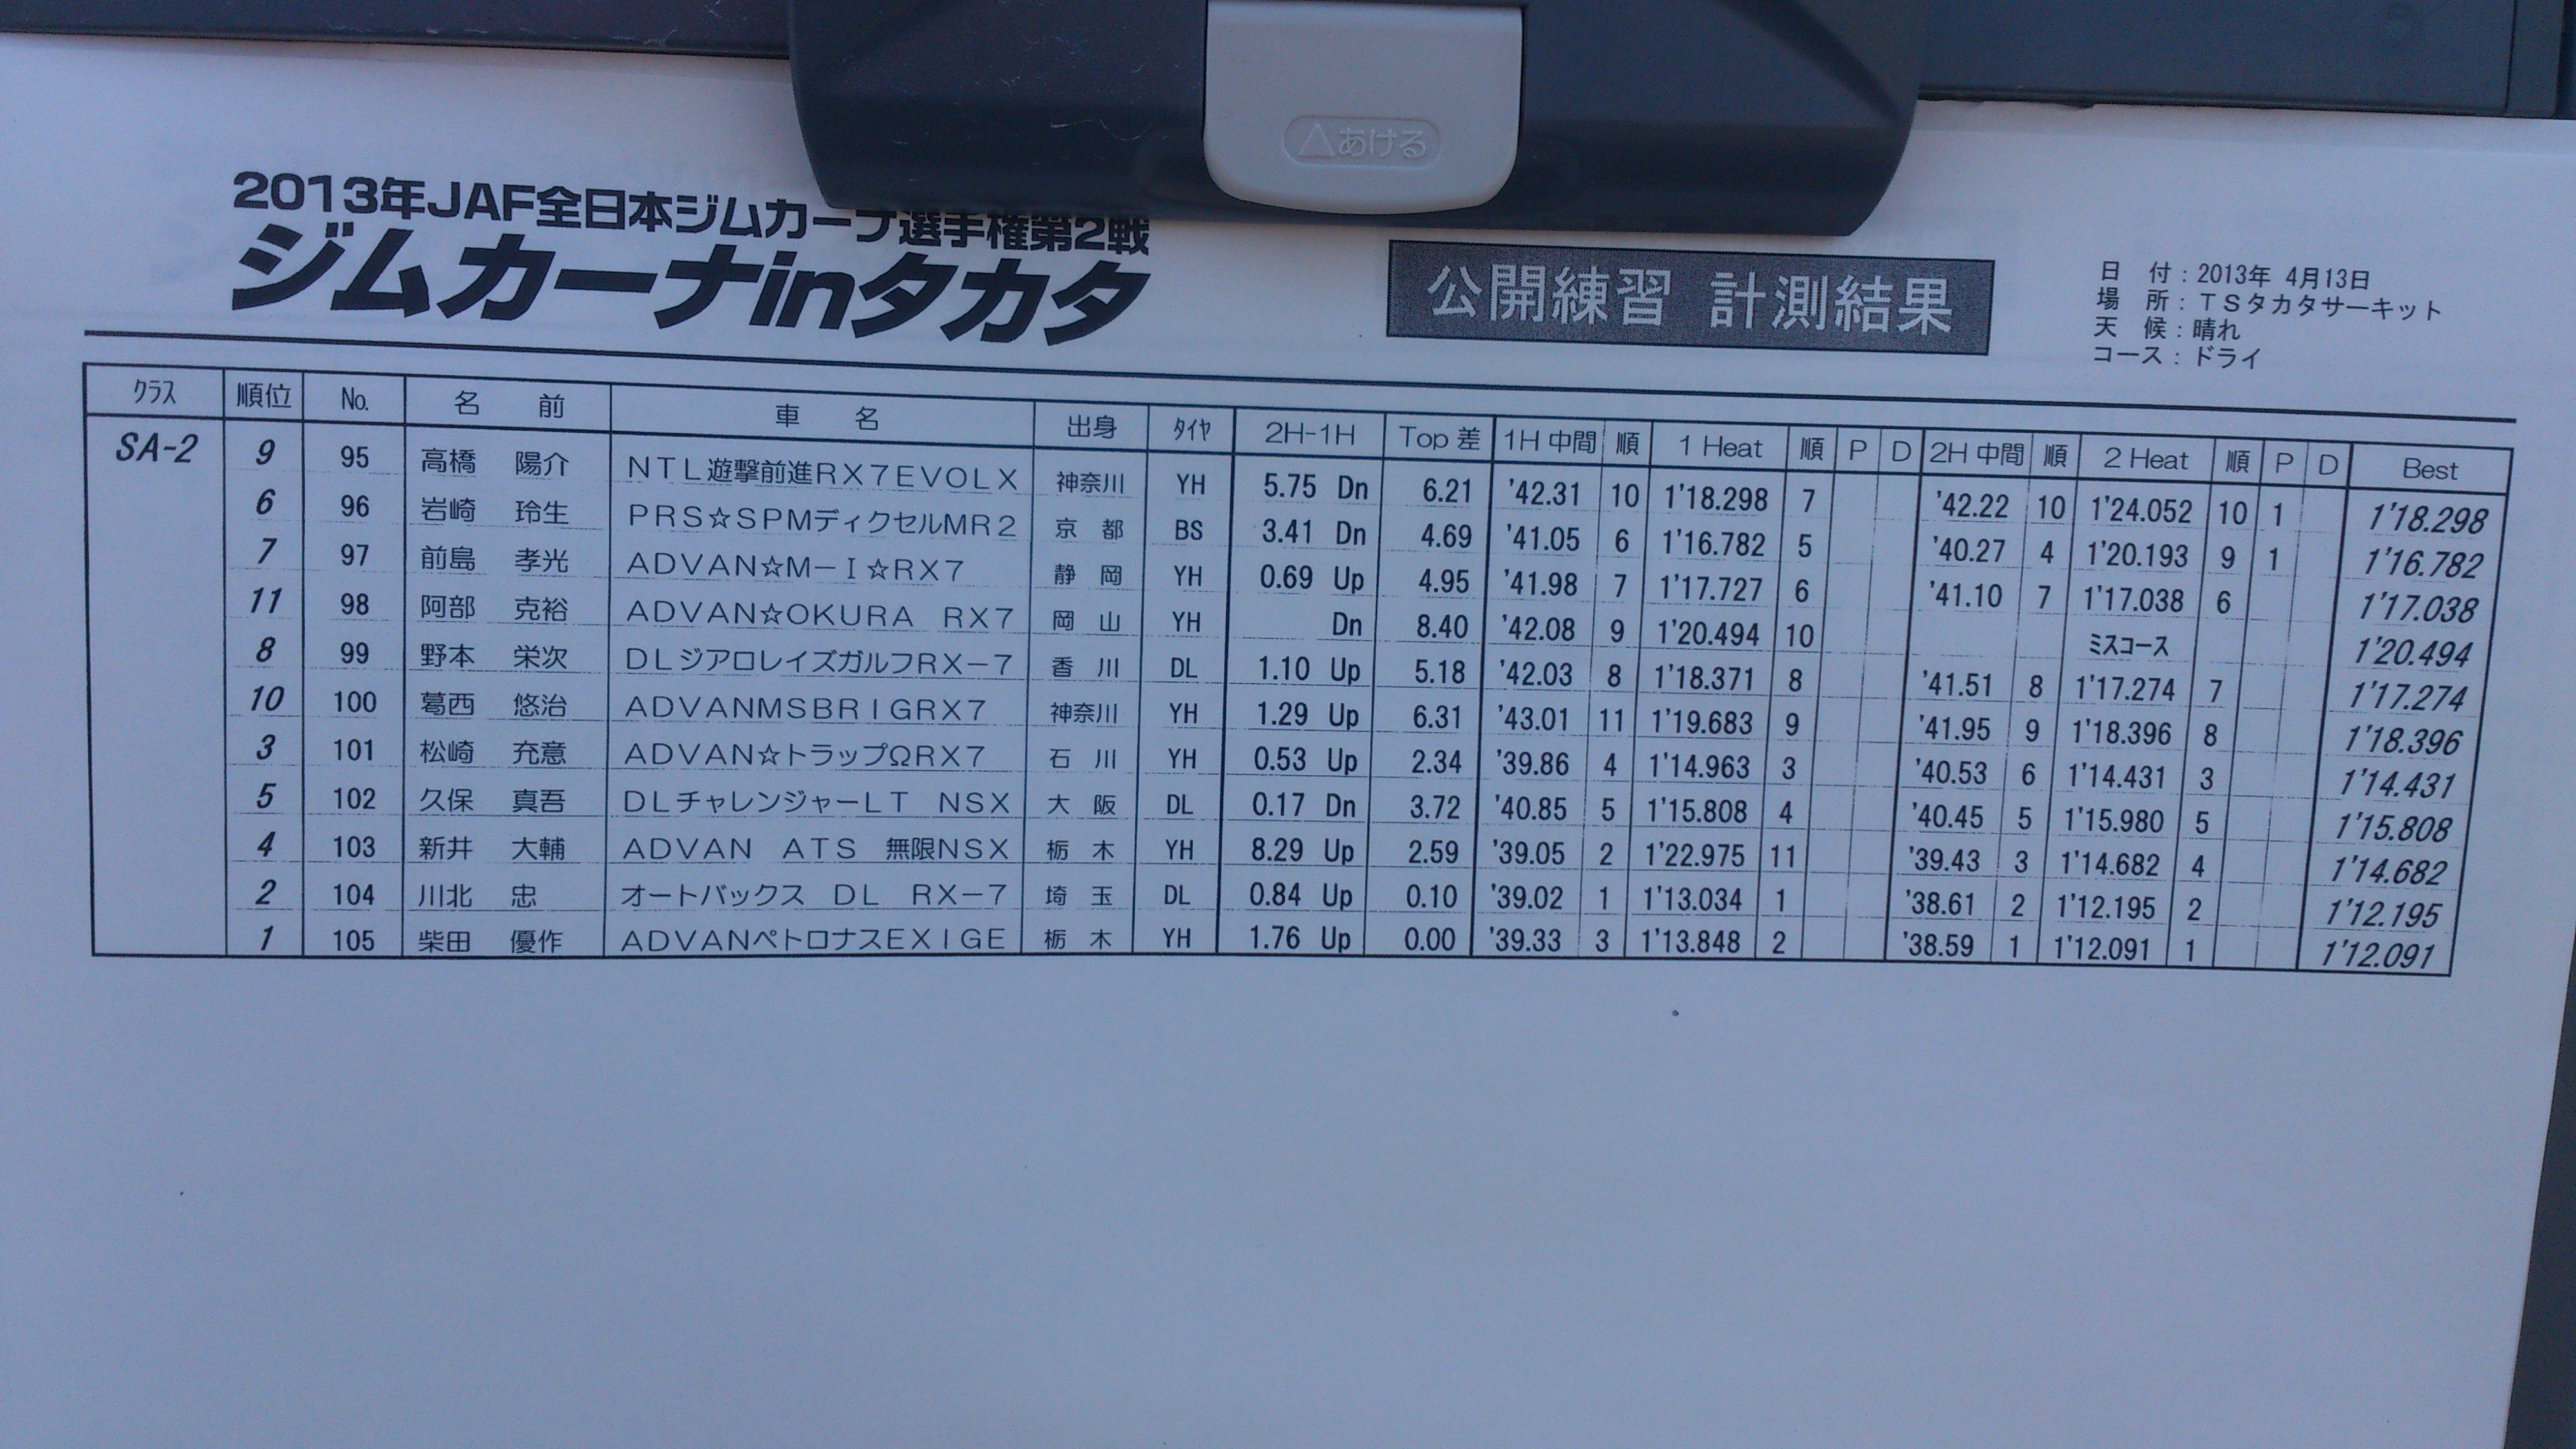 △あける
2013年JAF全日本ジムカーナ選手権第2戦
ジムカーナinタカタ
公開練習 計測結果
日 付：2013年 4月13日
場 所：TSタカタサーキット
天 候：晴れ
コース：ドライ
クラス 順位 No. 名 前 車 名 出身 タイヤ 2H-1H Top 差 1H 中間 順 1 Heat 順 P D 2H 中間 順 2 Heat 順 P D Best
SA-2 9 95 高橋 陽介 NTL遊撃前進RX7EVOLX 神奈川 YH 5.75 Dn 6.21 '42.31 10 1'18.298 7 '42.22 10 1'24.052 10 1 1'18.298
6 96 岩崎 玲生 PRS☆SPMディクセルMR2 京 都 BS 3.41 Dn 4.69 '41.05 6 1'16.782 5 '40.27 4 1'20.193 9 1 1'16.782
7 97 前島 孝光 ADVAN☆M－I☆RX7 静 岡 YH 0.69 Up 4.95 '41.98 7 1'17.727 6 '41.10 7 1'17.038 6 1'17.038
11 98 阿部 克裕 ADVAN☆OKURA RX7 岡 山 YH Dn 8.40 '42.08 9 1'20.494 10 ミスコース 1'20.494
8 99 野本 栄次 DLジアロレイズガルフRX－7 香 川 DL 1.10 Up 5.18 '42.03 8 1'18.371 8 '41.51 8 1'17.274 7 1'17.274
10 100 葛西 悠治 ADVANMSBRIGRX7 神奈川 YH 1.29 Up 6.31 '43.01 11 1'19.683 9 '41.95 9 1'18.396 8 1'18.396
3 101 松崎 充意 ADVAN☆トラップΩRX7 石 川 YH 0.53 Up 2.34 '39.86 4 1'14.963 3 '40.53 6 1'14.431 3 1'14.431
5 102 久保 真吾 DLチャレンジャーLT NSX 大 阪 DL 0.17 Dn 3.72 '40.85 5 1'15.808 4 '40.45 5 1'15.980 5 1'15.808
4 103 新井 大輔 ADVAN ATS 無限NSX 栃 木 YH 8.29 Up 2.59 '39.05 2 1'22.975 11 '39.43 3 1'14.682 4 1'14.682
2 104 川北 忠 オートバックス DL RX－7 埼 玉 DL 0.84 Up 0.10 '39.02 1 1'13.034 1 '38.61 2 1'12.195 2 1'12.195
1 105 柴田 優作 ADVANペトロナスEXIGE 栃 木 YH 1.76 Up 0.00 '39.33 3 1'13.848 2 '38.59 1 1'12.091 1 1'12.091